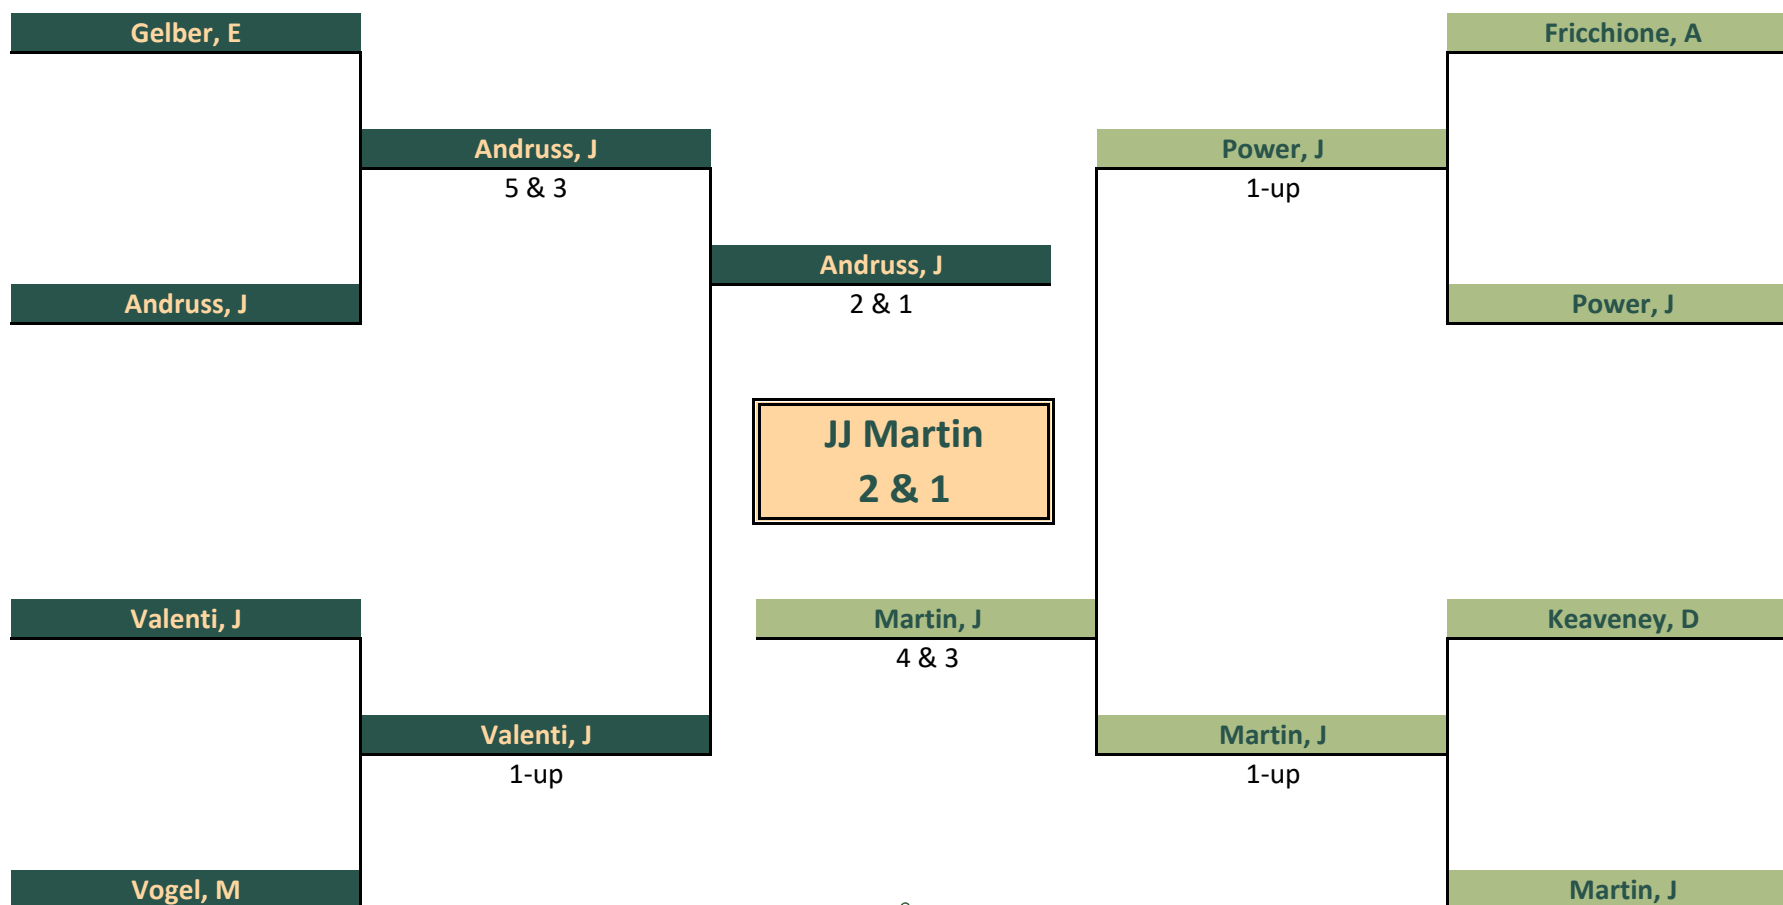 Gelber, E
Fricchione, A
Andruss, J
5 & 3
Power, J
1-up
Andruss, J
2 & 1
Andruss, J
Power, J
JJ Martin
2 & 1
Valenti, J
Martin, J
4 & 3
Keaveney, D
Valenti, J
1-up
Martin, J
1-up
Vogel, M
Martin, J